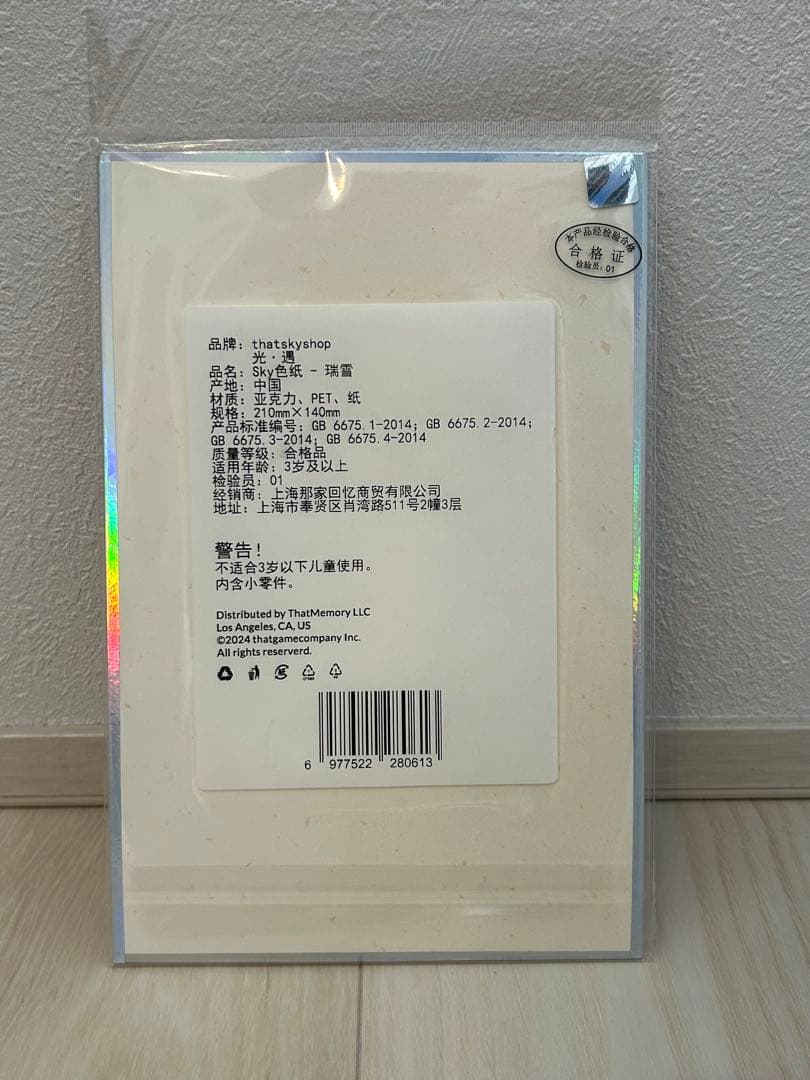 本产品经检验合格
合格证
检验员：01
品牌：thatskyshop
光·遇
品名：Sky色纸 - 瑞雪
产地：中国
材质：亚克力、PET、纸
规格：210mm×140mm
产品标准编号：GB 6675.1-2014；GB 6675.2-2014；
GB 6675.3-2014；GB 6675.4-2014
质量等级：合格品
适用年龄：3岁及以上
检验员：01
经销商：上海那家回忆商贸有限公司
地址：上海市奉贤区肖湾路511号2幢3层
警告！
不适合3岁以下儿童使用。
内含小零件。
Distributed by ThatMemory LLC
Los Angeles, CA, US
©2024 thatgamecompany Inc.
All rights reserverd.
6 977522 280613